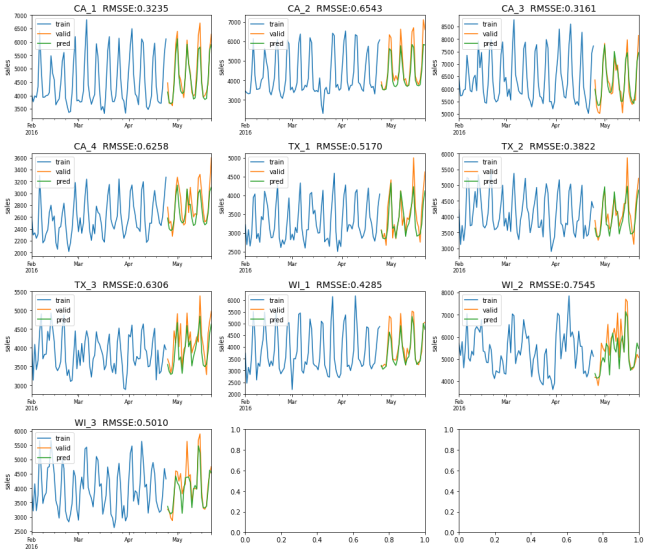 CA_1 RMSSE:0.3235
sales
7000
6500
6000
5500
5000
4500
4000
3500
train
valid
pred
Feb
2016
Mar
Apr
May
CA_2 RMSSE:0.6543
7000
6000
5000
4000
3000
train
valid
pred
Feb
2016
Mar
Apr
May
CA_3 RMSSE:0.3161
sales
8500
8000
7500
7000
6500
6000
5500
5000
train
valid
pred
Feb
2016
Mar
Apr
May
CA_4 RMSSE:0.6258
sales
3600
3400
3200
3000
2800
2600
2400
2200
2000
train
valid
pred
Feb
2016
Mar
Apr
May
TX_1 RMSSE:0.5170
sales
5000
4500
4000
3500
3000
2500
train
valid
pred
Feb
2016
Mar
Apr
May
TX_2 RMSSE:0.3822
sales
6000
5500
5000
4500
4000
3500
3000
train
valid
pred
Feb
2016
Mar
Apr
May
TX_3 RMSSE:0.6306
sales
5500
5000
4500
4000
3500
3000
train
valid
pred
Feb
2016
Mar
Apr
May
WI_1 RMSSE:0.4285
sales
6000
5500
5000
4500
4000
3500
3000
2500
2000
train
valid
pred
Feb
2016
Mar
Apr
May
WI_2 RMSSE:0.7545
sales
8000
7000
6000
5000
4000
train
valid
pred
Feb
2016
Mar
Apr
May
WI_3 RMSSE:0.5010
sales
6000
5500
5000
4500
4000
3500
3000
2500
train
valid
pred
Feb
2016
Mar
Apr
May
1.0
0.8
0.6
0.4
0.2
0.0
0.0 0.2 0.4 0.6 0.8 1.0
1.0
0.8
0.6
0.4
0.2
0.0
0.0 0.2 0.4 0.6 0.8 1.0